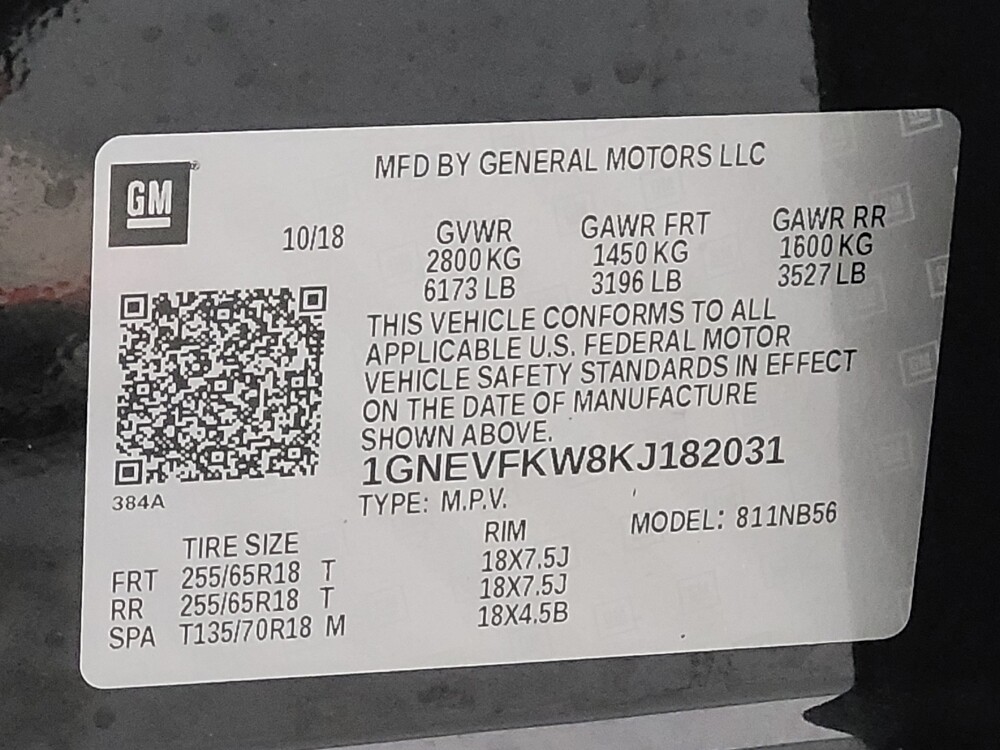 MFD BY GENERAL MOTORS LLC
GM
10/18
GVWR GAWR FRT GAWR RR
2800 KG 1450 KG 1600 KG
6173 LB 3196 LB 3527 LB
THIS VEHICLE CONFORMS TO ALL
APPLICABLE U.S. FEDERAL MOTOR
VEHICLE SAFETY STANDARDS IN EFFECT
ON THE DATE OF MANUFACTURE
SHOWN ABOVE.
1GNEVFKW8KJ182031
384A
TYPE: M.P.V. MODEL: 811NB56
TIRE SIZE RIM
FRT 255/65R18 T 18X7.5J
RR 255/65R18 T 18X7.5J
SPA T135/70R18 M 18X4.5B